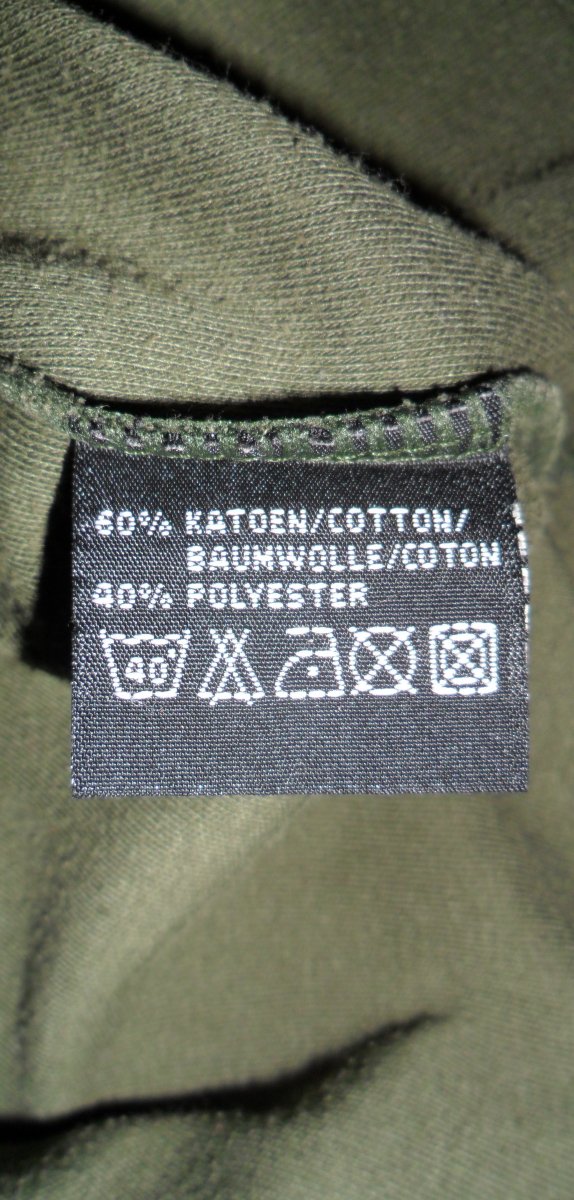 60% KATOEN/COTTON/
BAUMWOLLE/COTON
40% POLYESTER
40